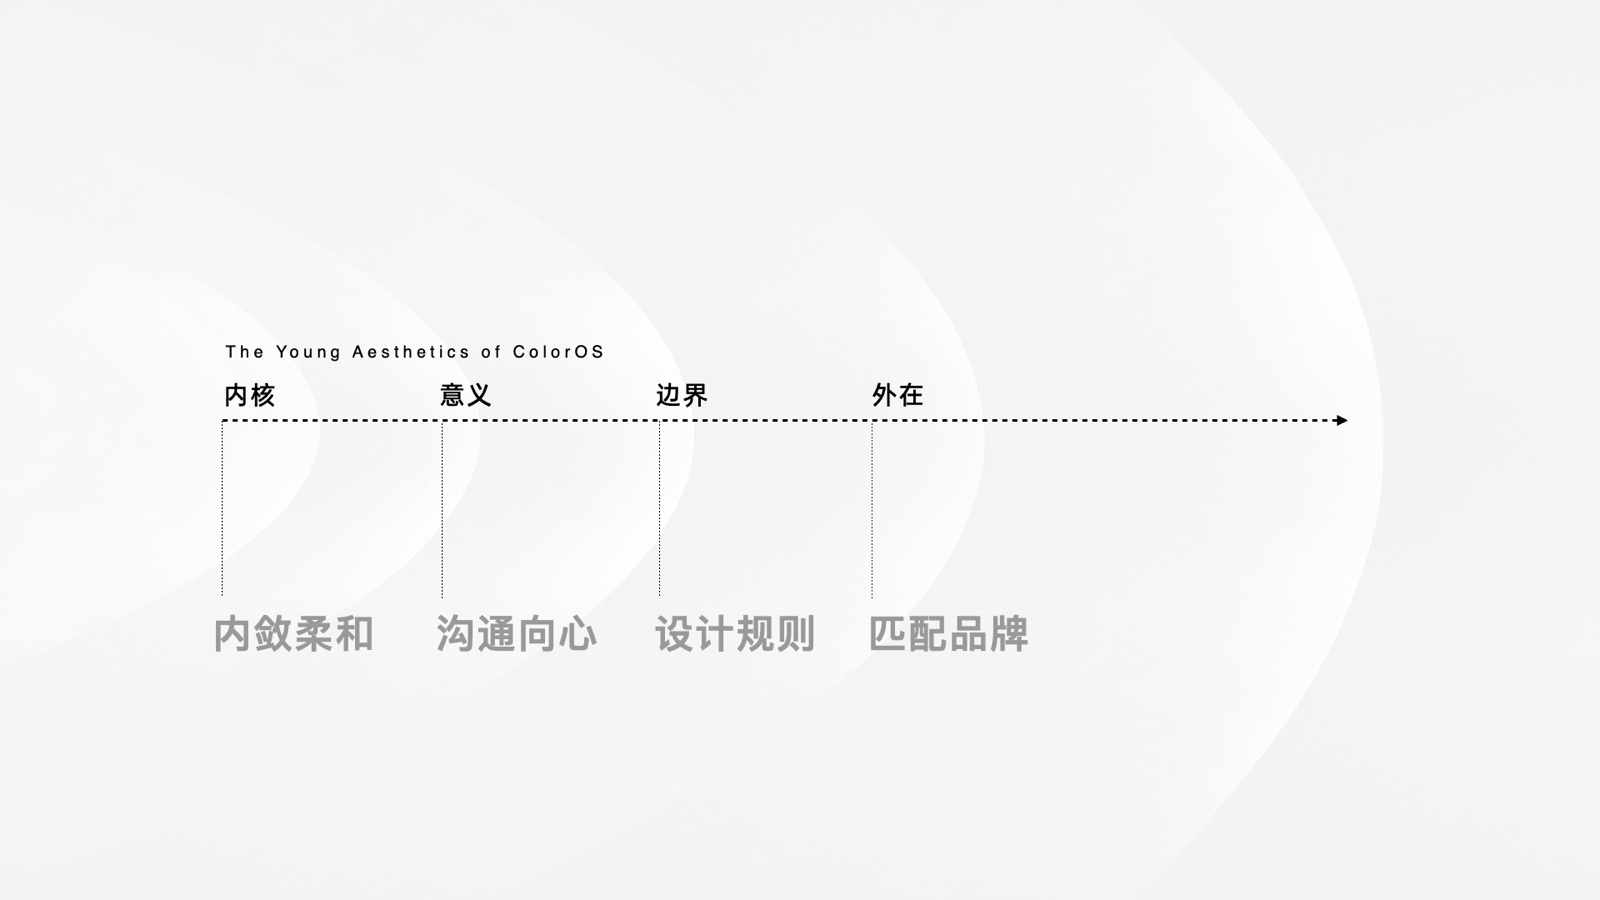 The Young Aesthetics of ColorOS
内核 意义 边界 外在
内敛柔和 沟通向心 设计规则 匹配品牌